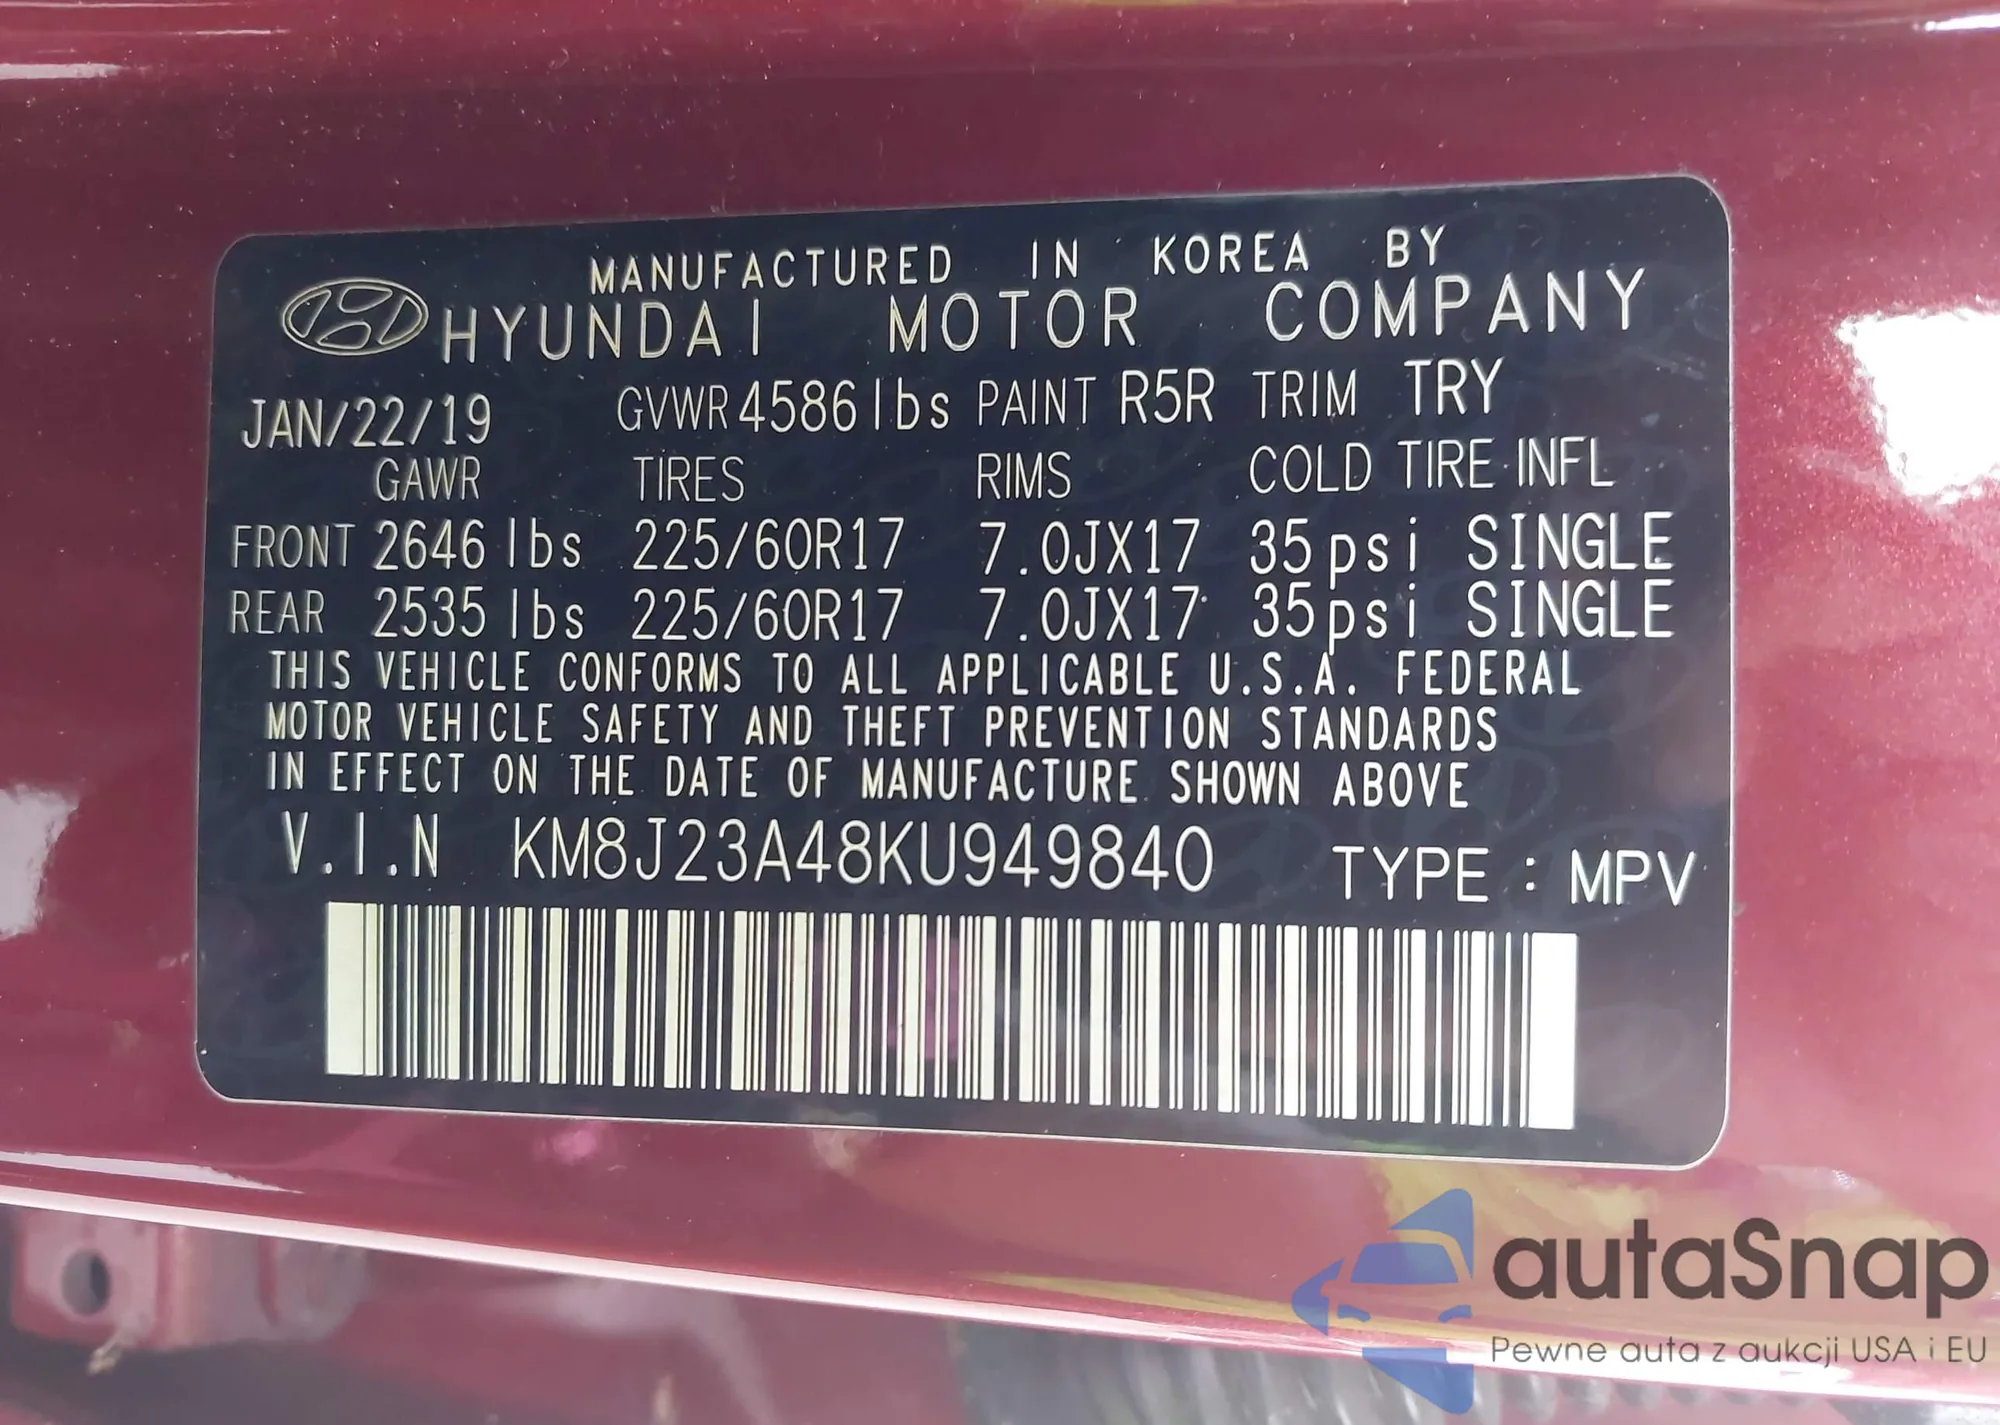 MANUFACTURED IN KOREA BY
HYUNDAI MOTOR COMPANY
JAN/22/19 GVWR 4586lbs PAINT R5R TRIM TRY
GAWR TIRES RIMS COLD TIRE INFL
FRONT 2646 lbs 225/60R17 7.0JX17 35psi SINGLE
REAR 2535 lbs 225/60R17 7.0JX17 35psi SINGLE
THIS VEHICLE CONFORMS TO ALL APPLICABLE U.S.A. FEDERAL
MOTOR VEHICLE SAFETY AND THEFT PREVENTION STANDARDS
IN EFFECT ON THE DATE OF MANUFACTURE SHOWN ABOVE
V.I.N KM8J23A48KU949840 TYPE : MPV
autaSnap
Pewne auta z aukcji USA i EU